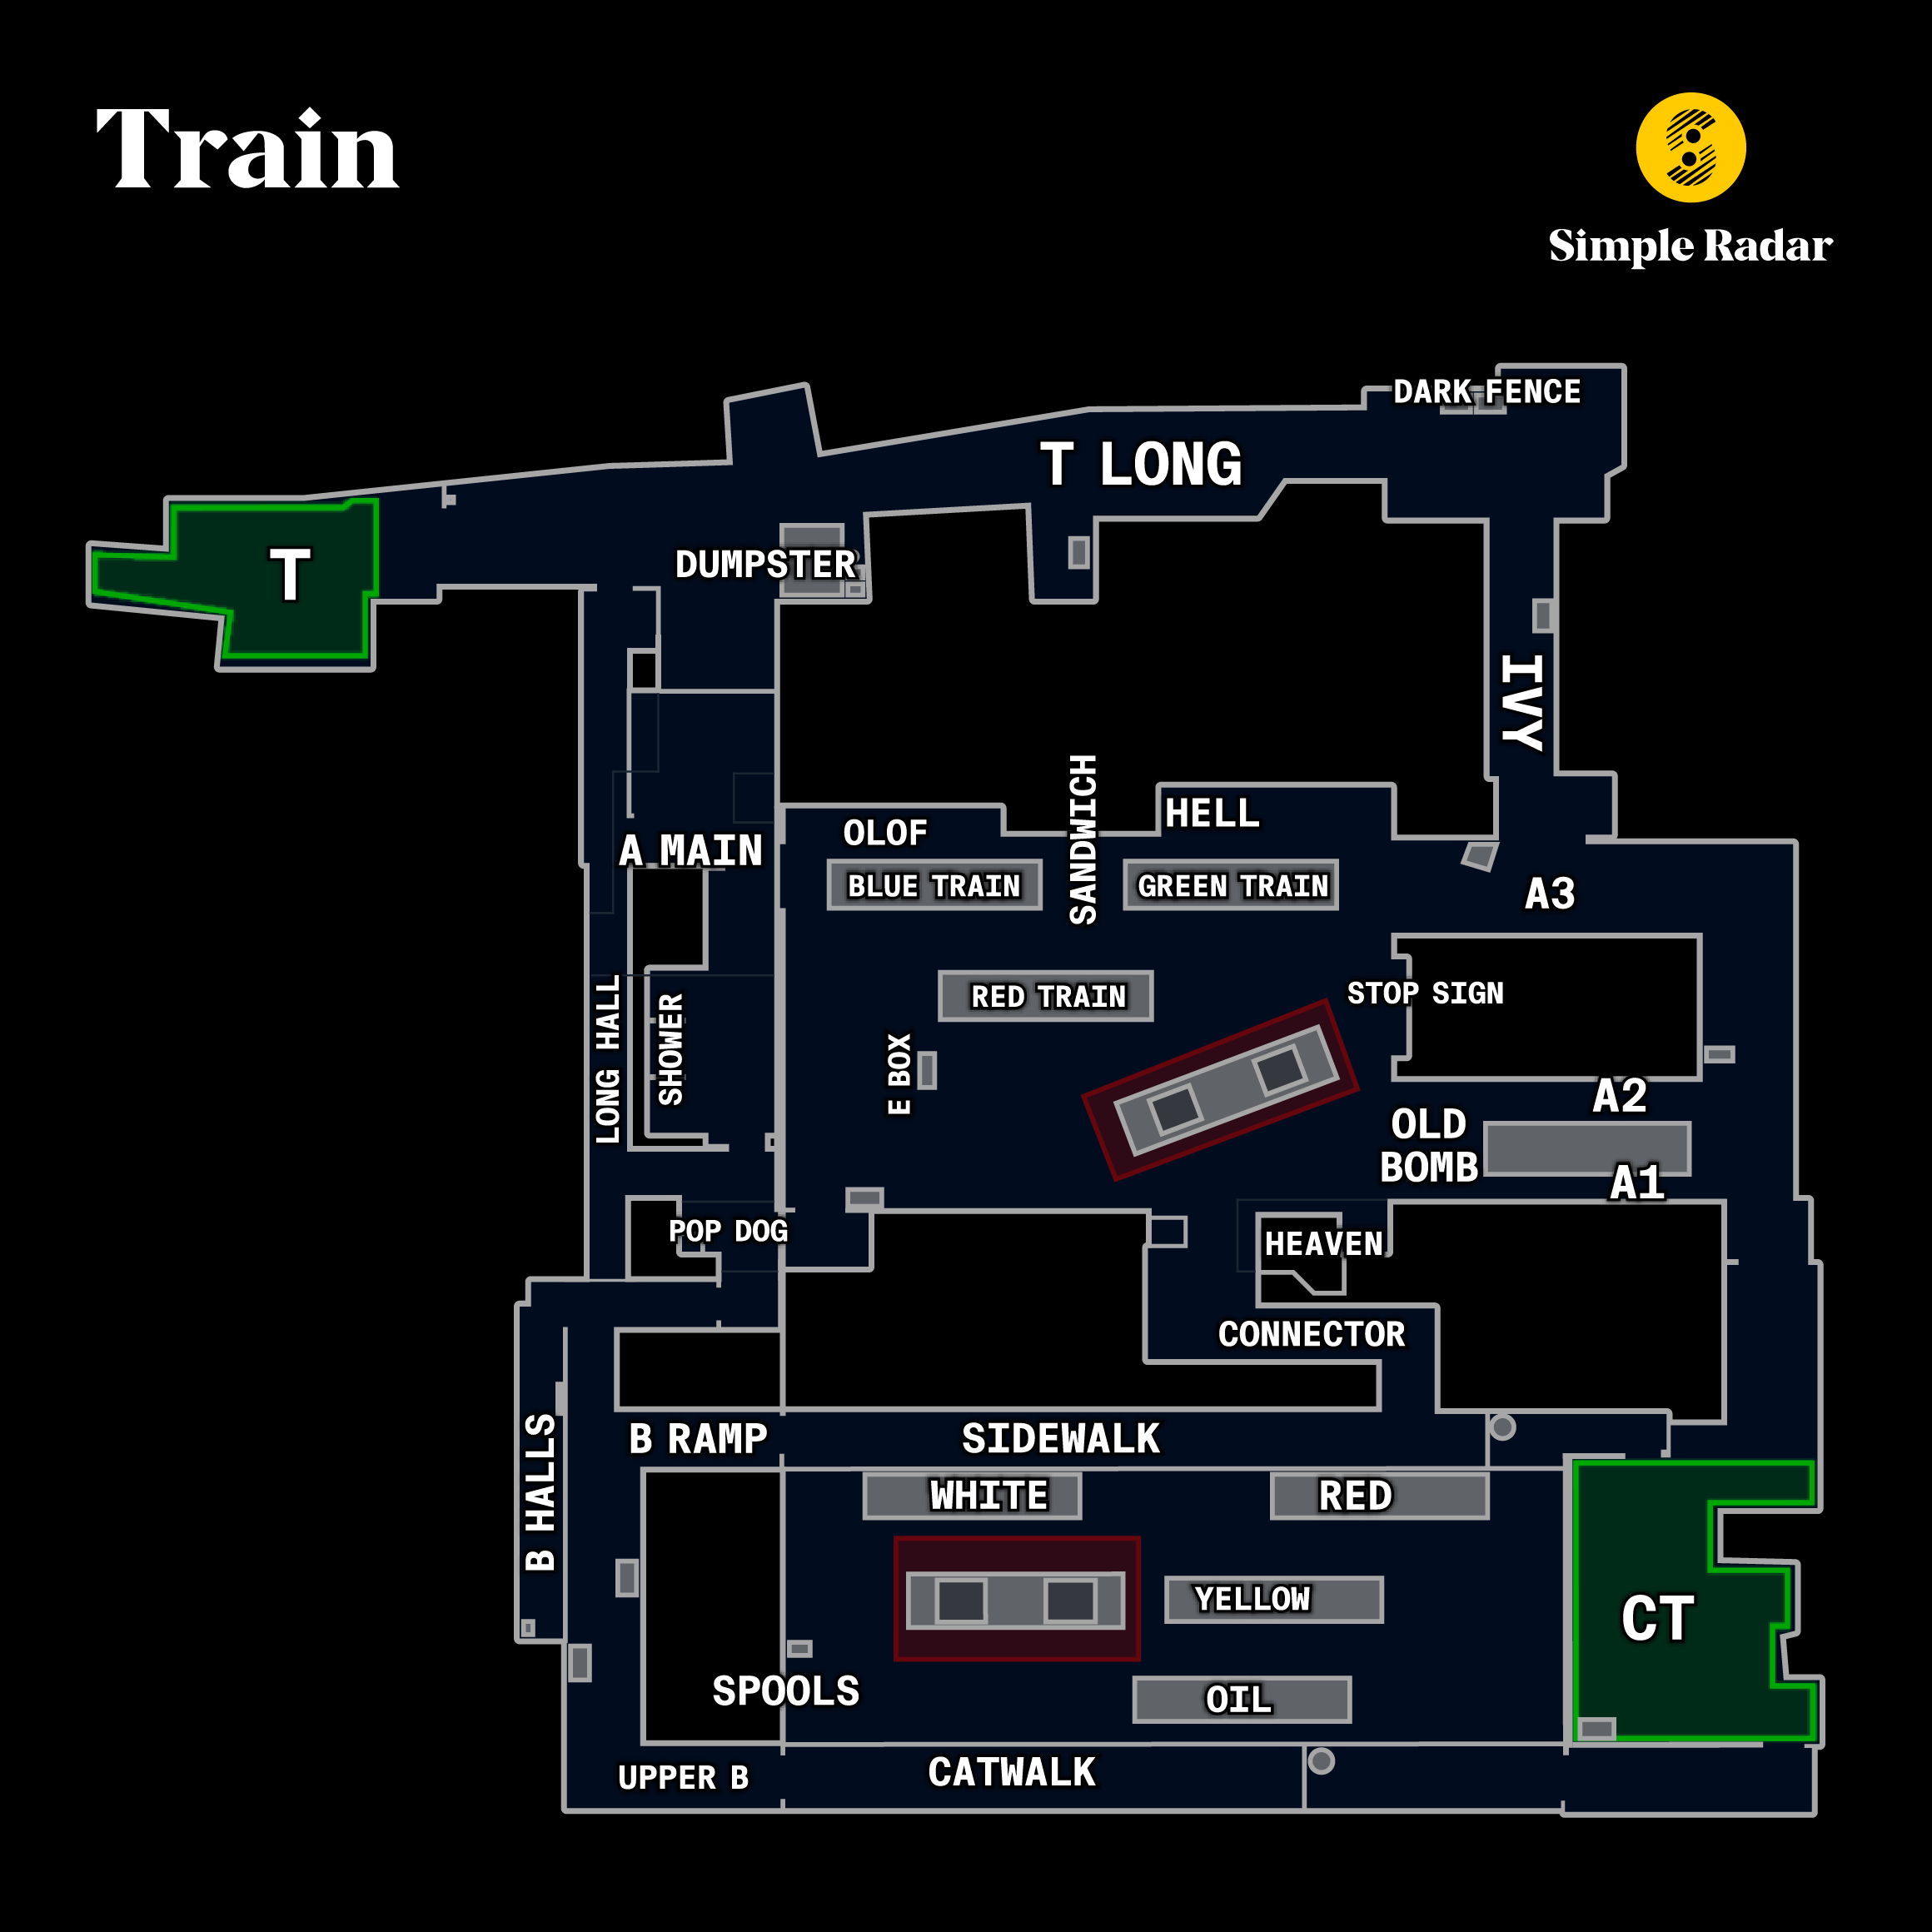 Train
Simple Radar
DARK FENCE
T LONG
T
DUMPSTER
IVY
SANDWICH
HELL
OLOF
A MAIN
BLUE TRAIN
GREEN TRAIN
A3
RED TRAIN
STOP SIGN
LONG HALL
SHOWER
E BOX
A2
OLD
BOMB
A1
POP DOG
HEAVEN
CONNECTOR
B RAMP
SIDEWALK
B HALLS
WHITE
RED
YELLOW
CT
SPOOLS
OIL
UPPER B
CATWALK